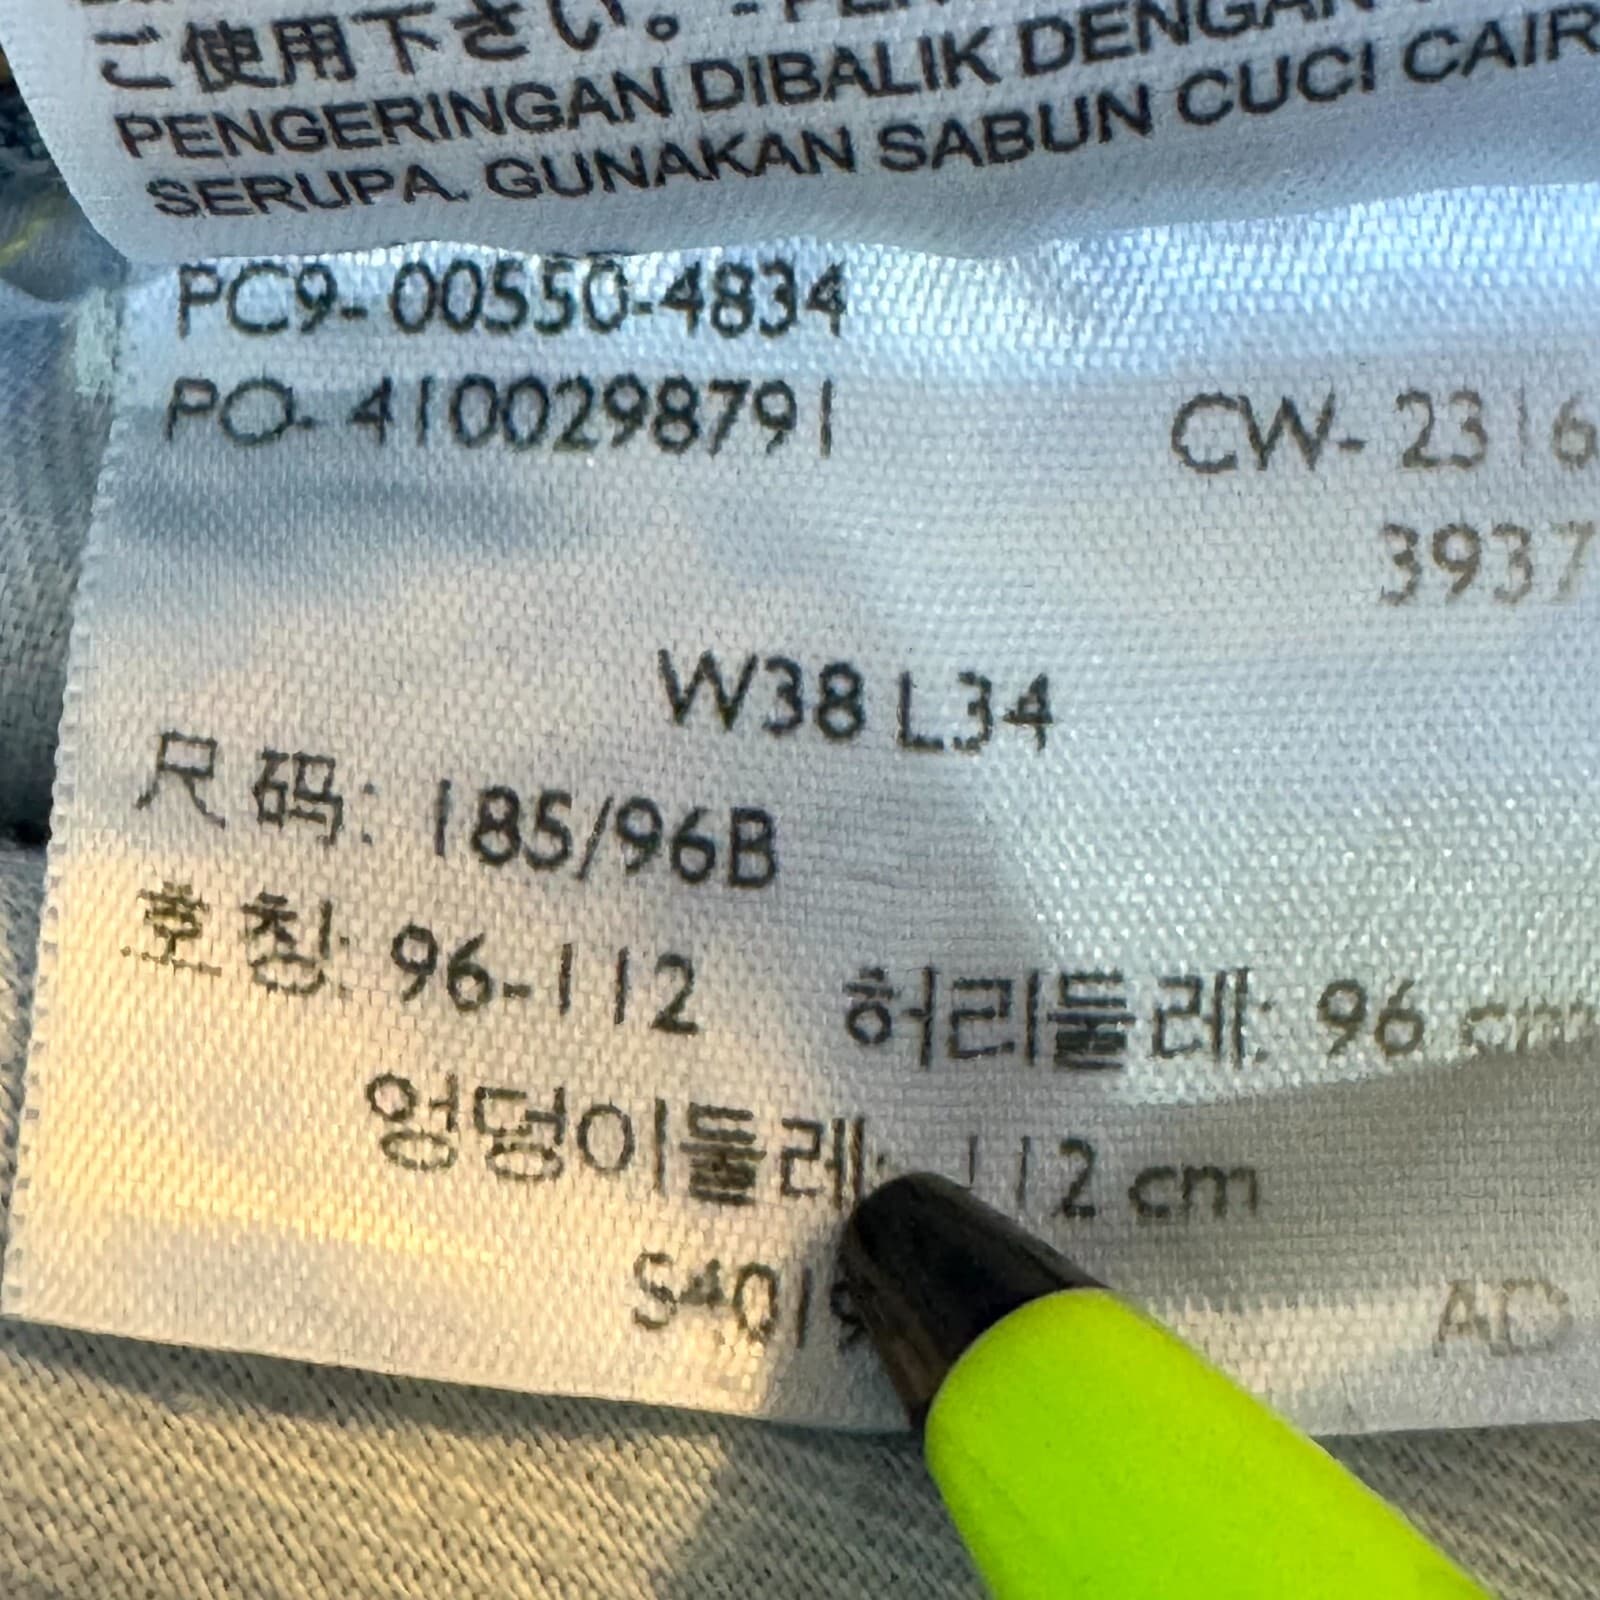 ご使用下さい。
PENGERINGAN DIBALIK DENGAN
SERUPA. GUNAKAN SABUN CUCI CAIR
PC9-00550-4834
PO- 4100298791
CW- 2316
3937
W38 L34
尺码: 185/96B
호칭: 96-112 허리둘레: 96 cm
엉덩이둘레: 112 cm
AD